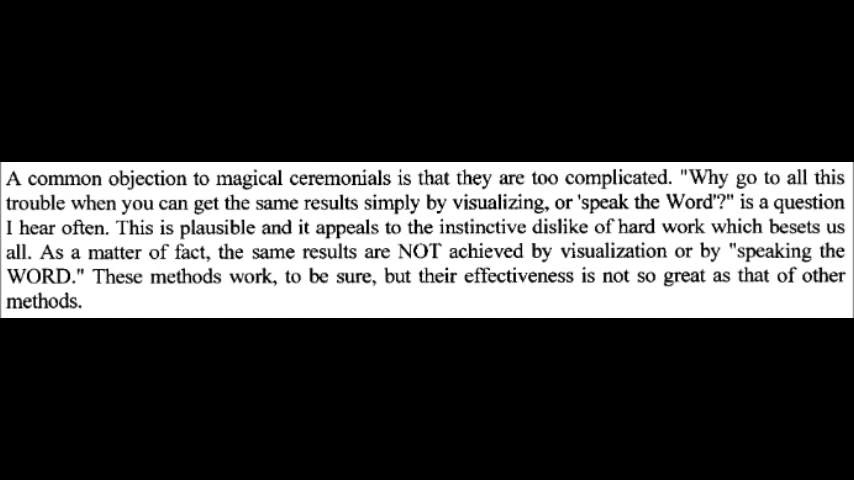 A common objection to magical ceremonials is that they are too complicated. "Why go to all this
trouble when you can get the same results simply by visualizing, or 'speak the Word'?" is a question
I hear often. This is plausible and it appeals to the instinctive dislike of hard work which besets us
all. As a matter of fact, the same results are NOT achieved by visualization or by "speaking the
WORD." These methods work, to be sure, but their effectiveness is not so great as that of other
methods.